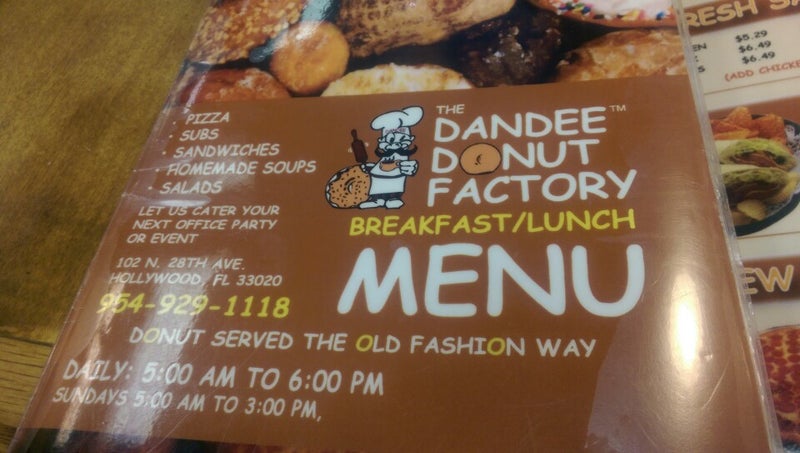 · PIZZA
· SUBS
· SANDWICHES
· HOMEMADE SOUPS
· SALADS
LET US CATER YOUR
NEXT OFFICE PARTY
OR EVENT
102 N. 28TH AVE.
HOLLYWOOD, FL 33020
954-929-1118
THE
DANDEE™
DONUT
FACTORY
BREAKFAST/LUNCH
MENU
DONUT SERVED THE OLD FASHION WAY
DAILY: 5:00 AM TO 6:00 PM
SUNDAYS 5:00 AM TO 3:00 PM,
RESH
$5.29
$6.49
$6.49
(ADD CHICKE
EW